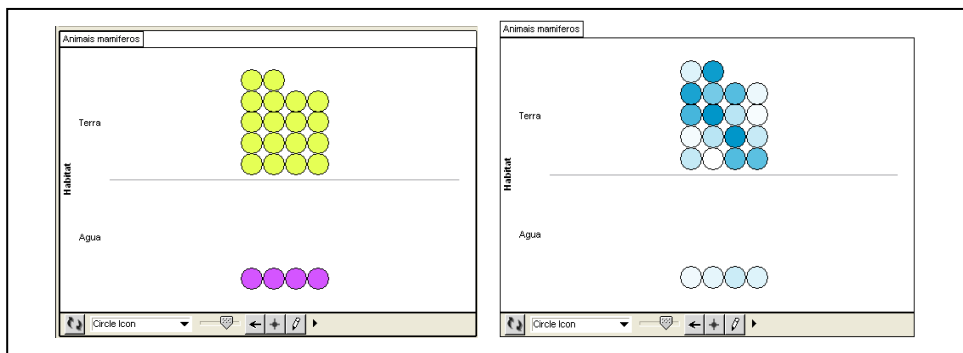 Animais mamiferos
Terra
Habitat
Agua
Circle Icon
Animais mamiferos
Terra
Habitat
Agua
Circle Icon